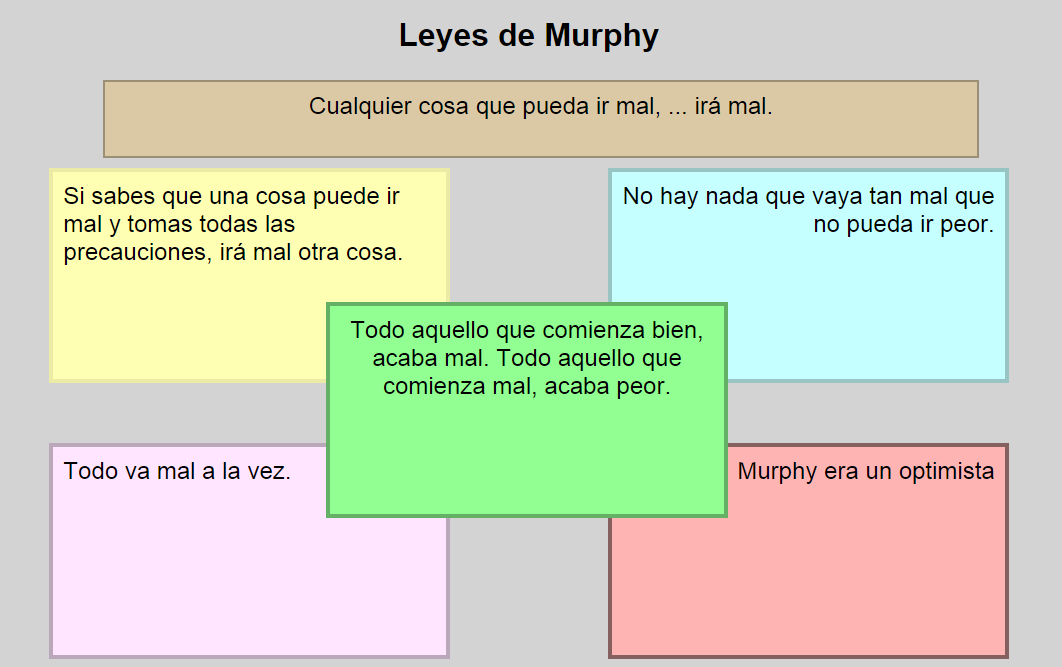 Leyes de Murphy
Cualquier cosa que pueda ir mal, ... irá mal.
Si sabes que una cosa puede ir
mal y tomas todas las
precauciones, irá mal otra cosa.
No hay nada que vaya tan mal que
no pueda ir peor.
Todo aquello que comienza bien,
acaba mal. Todo aquello que
comienza mal, acaba peor.
Todo va mal a la vez.
Murphy era un optimista